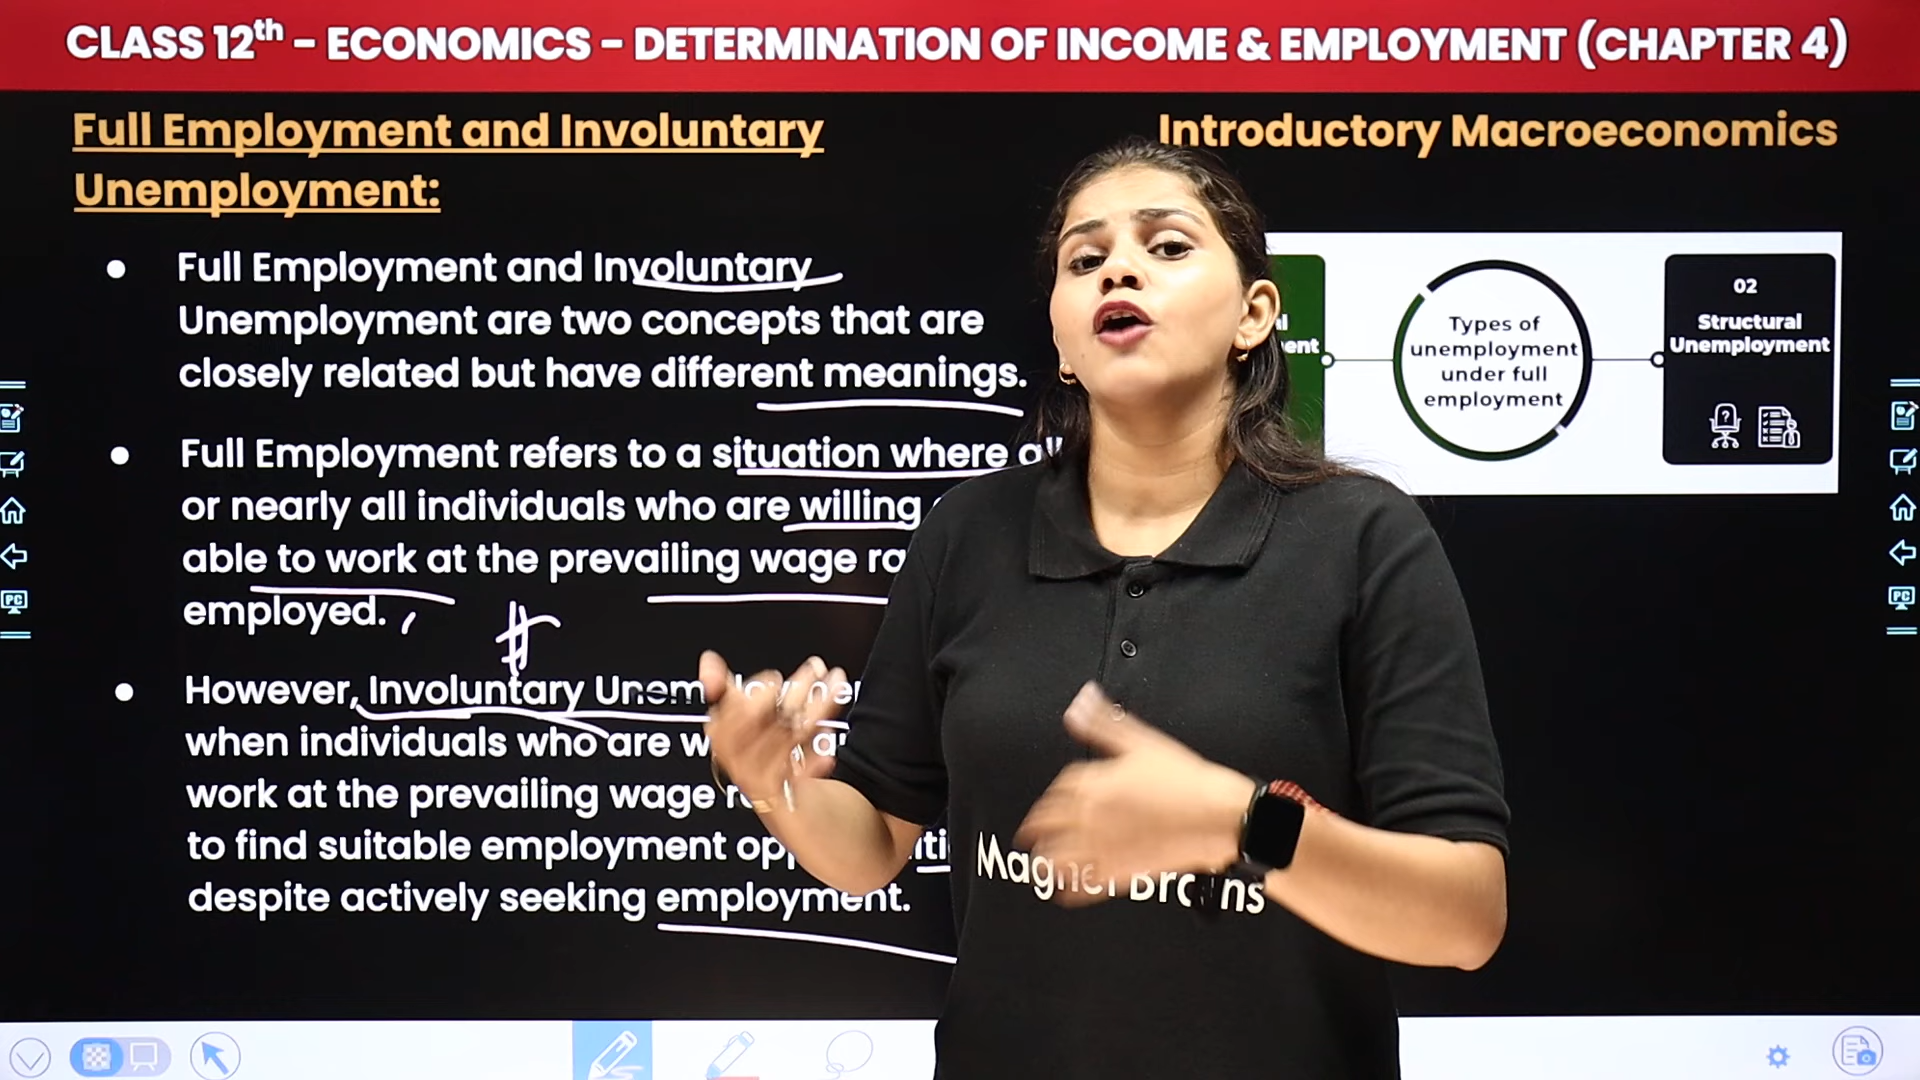 CLASS 12th - ECONOMICS - DETERMINATION OF INCOME & EMPLOYMENT (CHAPTER 4)
Full Employment and Involuntary
Unemployment:
Introductory Macroeconomics
● Full Employment and Involuntary
Unemployment are two concepts that are
closely related but have different meanings.
● Full Employment refers to a situation where
or nearly all individuals who are willing
able to work at the prevailing wage
employed.
#
● However, Involuntary
when individuals who are
work at the prevailing wage
to find suitable employment
despite actively seeking employment.
Types of
unemployment
under full
employment
02
Structural
Unemployment
?
Magnet Brains
PC
PC